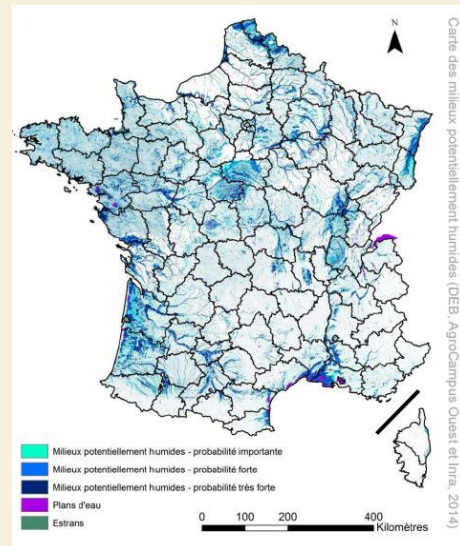 N
Carte des milieux potentiellement humides (DEB, AgroCampus Ouest et Inra, 2014)
Milieux potentiellement humides - probabilité importante
Milieux potentiellement humides - probabilité forte
Milieux potentiellement humides - probabilité très forte
Plans d'eau
Estrans
0 100 200 400
Kilomètres